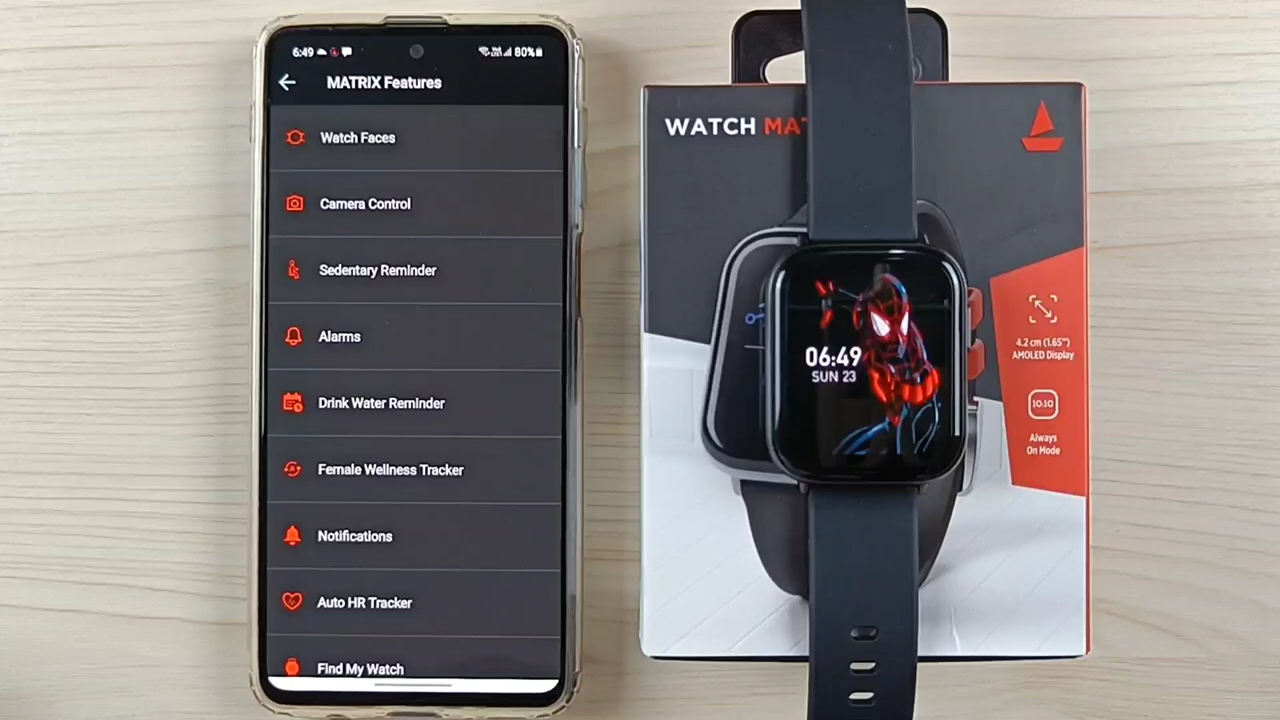 6:49
80%
MATRIX Features
Watch Faces
Camera Control
Sedentary Reminder
Alarms
Drink Water Reminder
Female Wellness Tracker
Notifications
Auto HR Tracker
Find My Watch
WATCH MAT
06:49
SUN 23
4.2 cm (1.65")
AMOLED Display
10:10
Always
On Mode